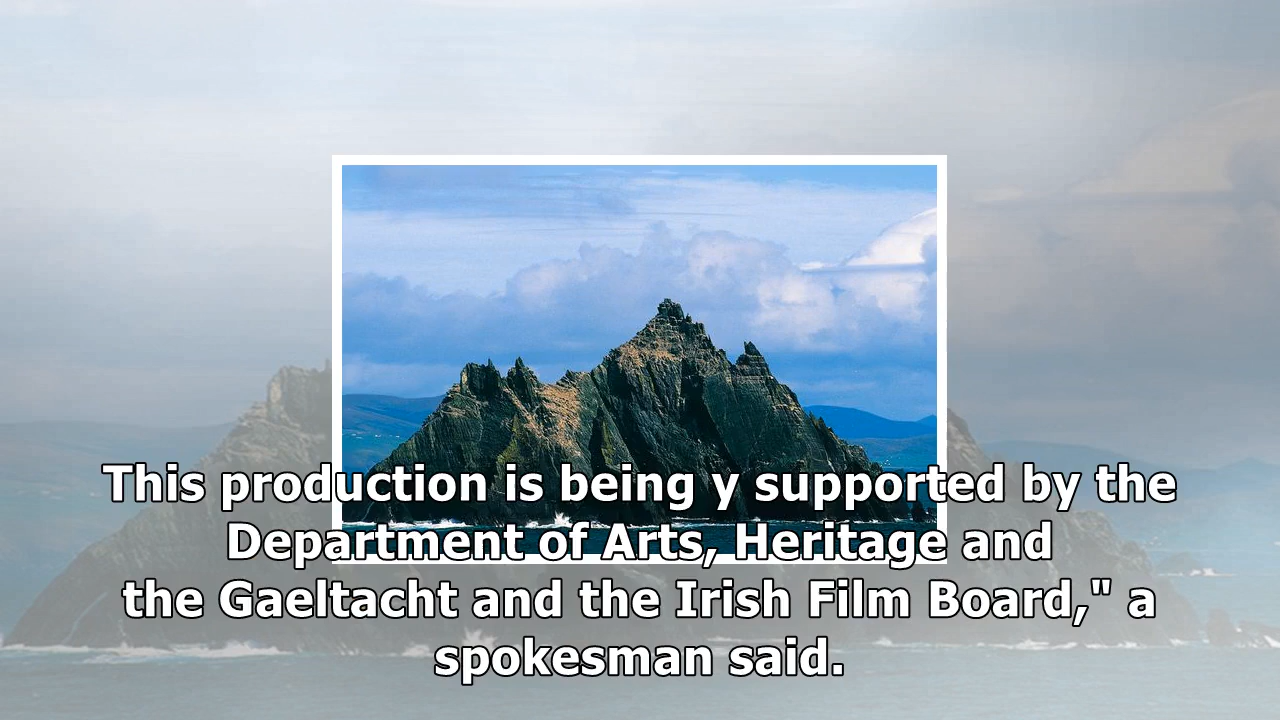 This production is being y supported by the
Department of Arts, Heritage and
the Gaeltacht and the Irish Film Board," a
spokesman said.